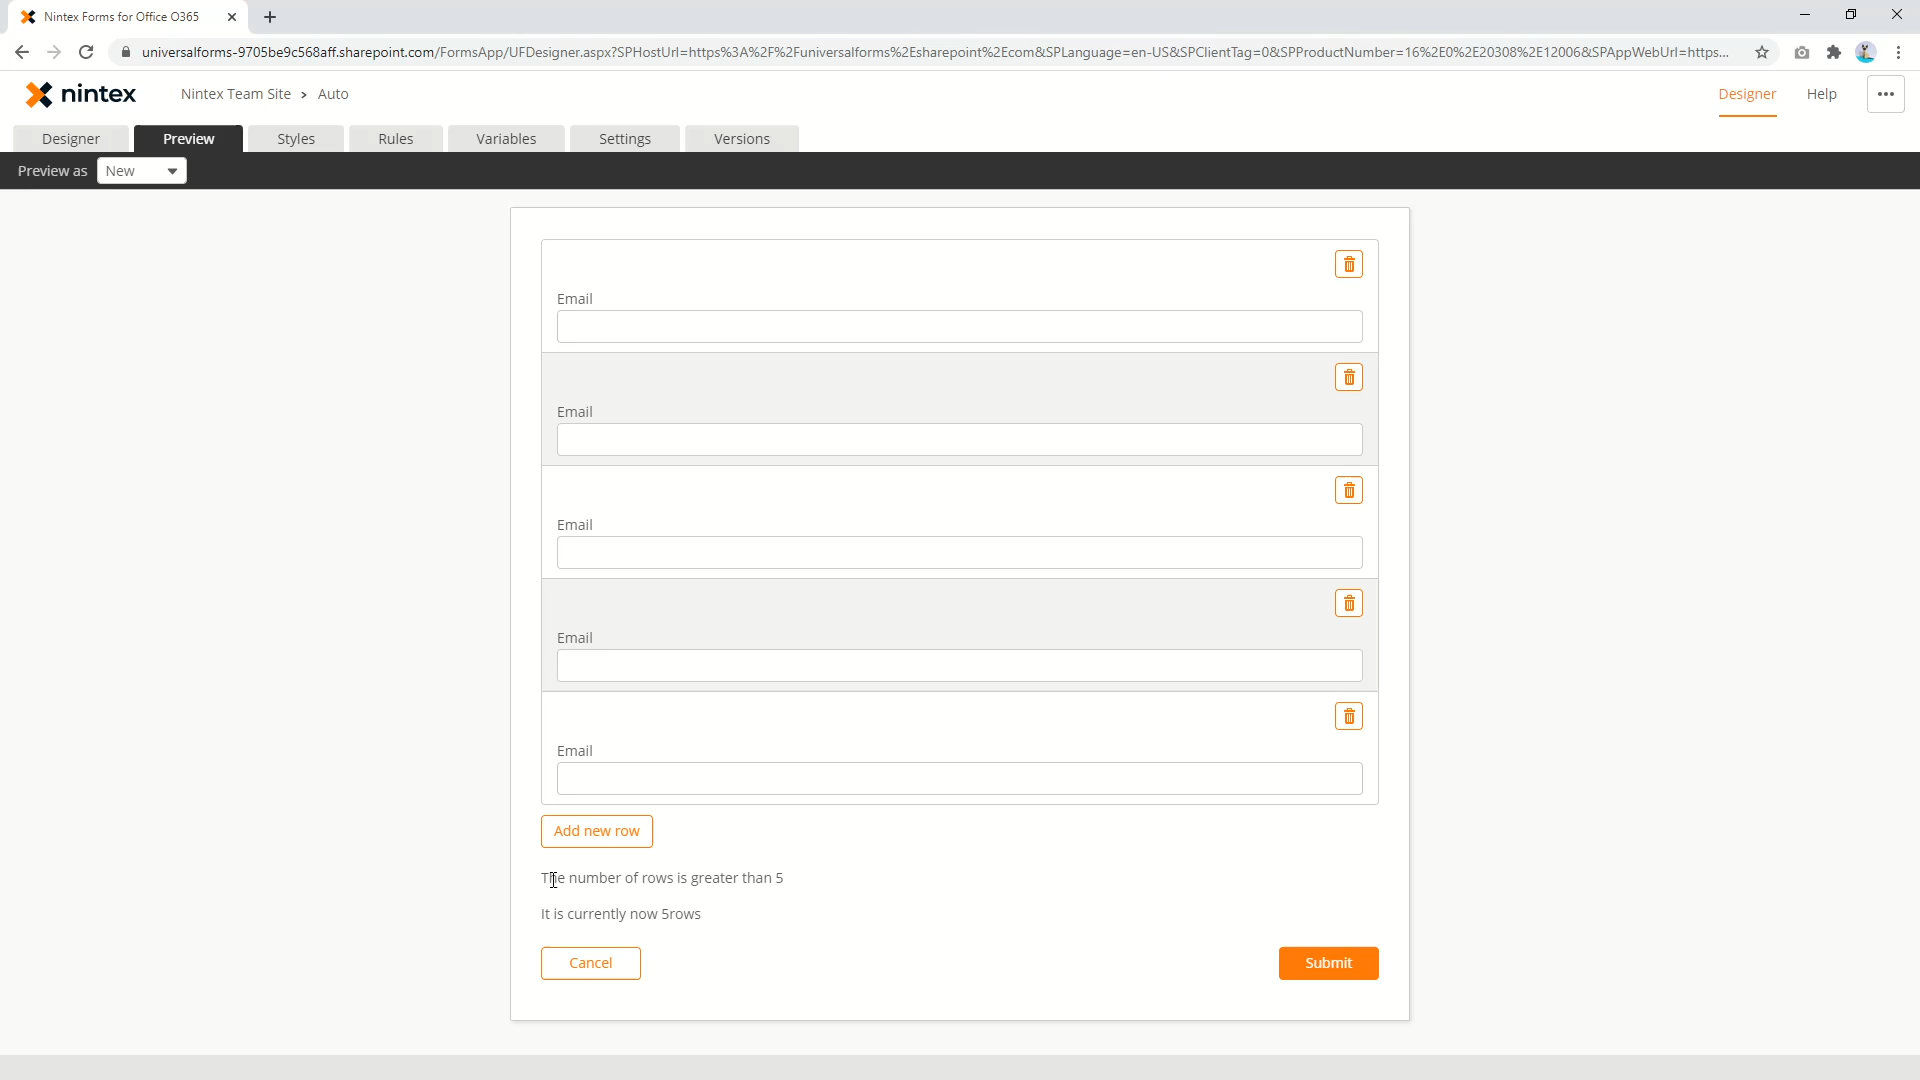 Nintex Forms for Office O365
universalforms-9705be9c568aff.sharepoint.com/FormsApp/UFDesigner.aspx?SPHostUrl=https%3A%2F%2Funiversalforms%2Esharepoint%2Ecom&SPLanguage=en-US&SPClientTag=0&SPProductNumber=16%2E0%2E20308%2E12006&SPAppWebUrl=https...
nintex Nintex Team Site > Auto Designer Help
Designer Preview Styles Rules Variables Settings Versions
Preview as New
Email
Email
Email
Email
Email
Add new row
The number of rows is greater than 5
It is currently now 5rows
Cancel Submit